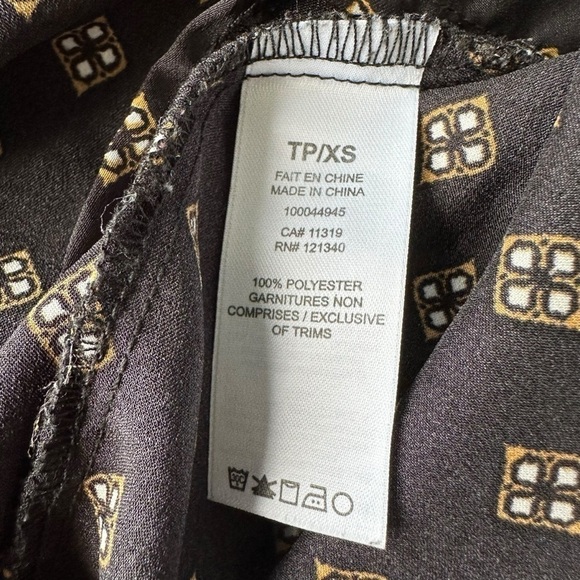 TP/XS
FAIT EN CHINE
MADE IN CHINA
100044945
CA# 11319
RN# 121340
100% POLYESTER
GARNITURES NON
COMPRISES / EXCLUSIVE
OF TRIMS